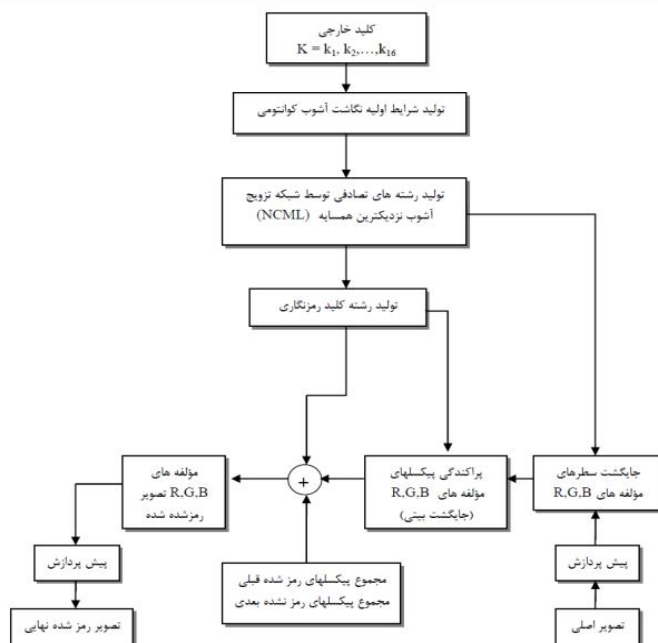 کلید خارجی
K = k1, k2,…,k16
تولید شرایط اولیه نگاشت آشوب کوانتومی
تولید رشته های تصادفی توسط شبکه تزویج
آشوب نزدیکترین همسایه (NCML)
تولید رشته کلید رمزنگاری
جایگشت سطرهای
مؤلفه های R,G,B
پراکندگی پیکسلهای
مؤلفه های R,G,B
(جایگشت بیتی)
+
مؤلفه های
R,G,B تصویر
رمزشده شده
مجموع پیکسلهای رمز شده قبلی
مجموع پیکسلهای رمز نشده بعدی
پیش پردازش
پیش پردازش
تصویر اصلی
تصویر رمز شده نهایی